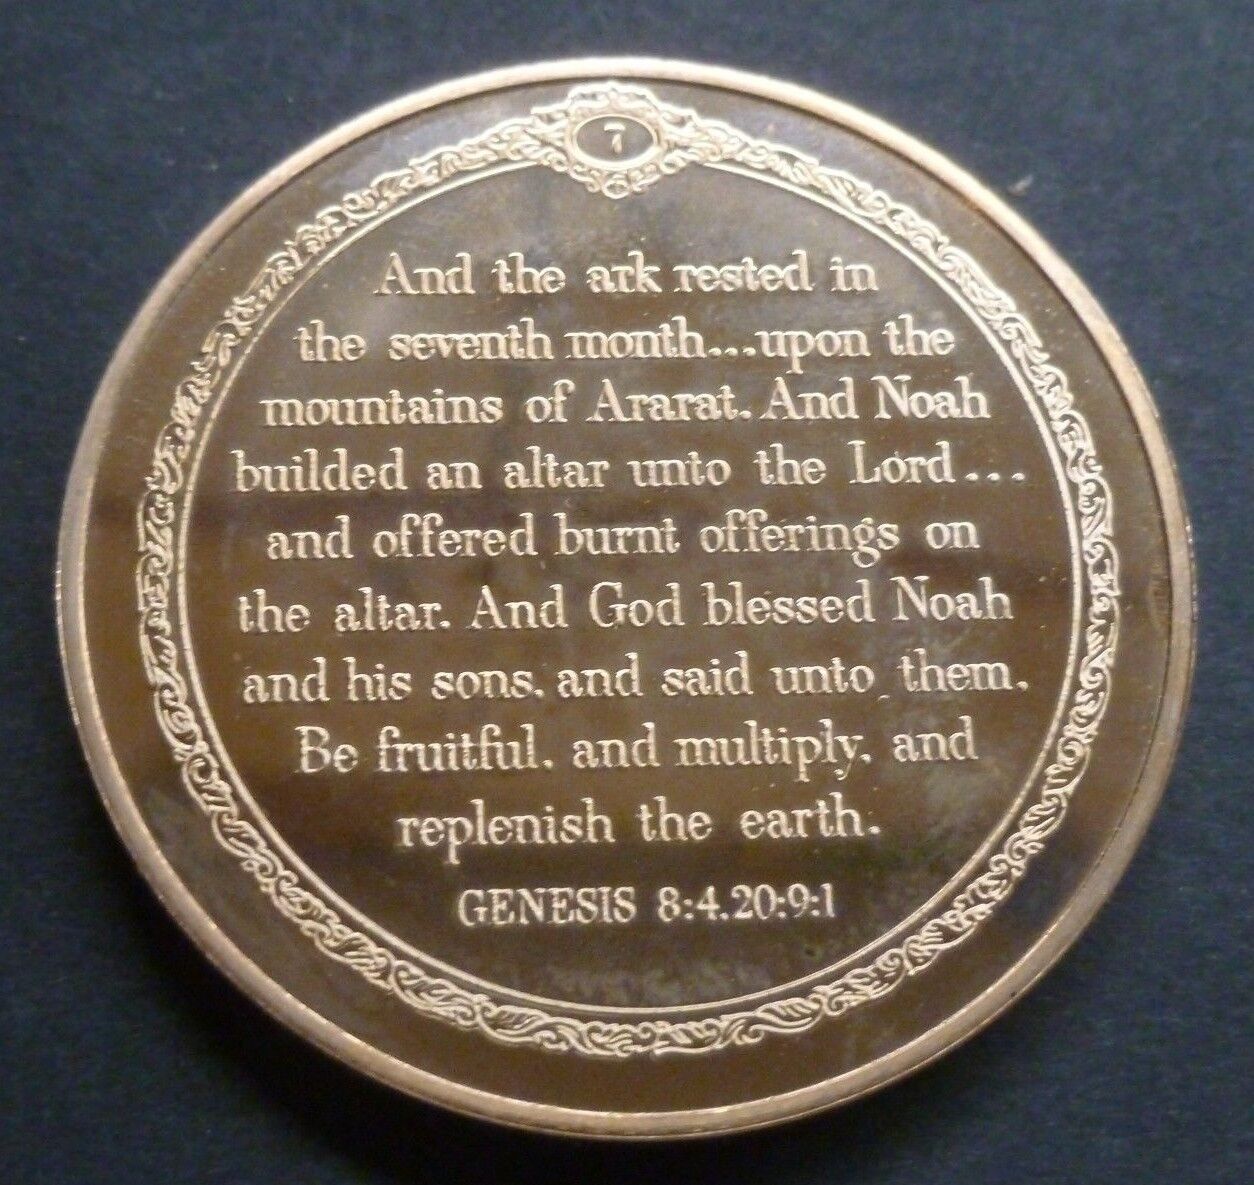 7
And the ark rested in
the seventh month...upon the
mountains of Ararat. And Noah
builded an altar unto the Lord...
and offered burnt offerings on
the altar. And God blessed Noah
and his sons, and said unto them,
Be fruitful, and multiply, and
replenish the earth.
GENESIS 8:4.20:9:1